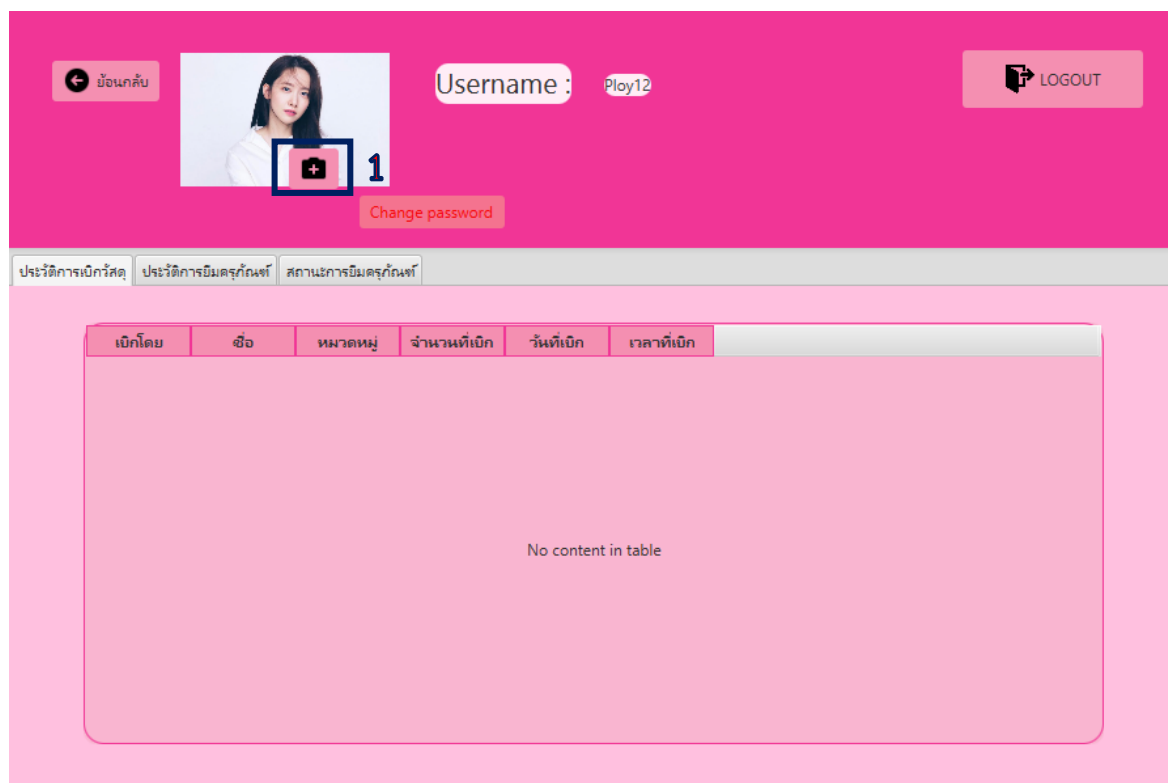 ย้อนกลับ
Username :
Ploy12
LOGOUT
1
Change password
ประวัติการเบิกวัสดุ
ประวัติการยืมครุภัณฑ์
สถานะการยืมครุภัณฑ์
เบิกโดย
ชื่อ
หมวดหมู่
จำนวนที่เบิก
วันที่เบิก
เวลาที่เบิก
No content in table